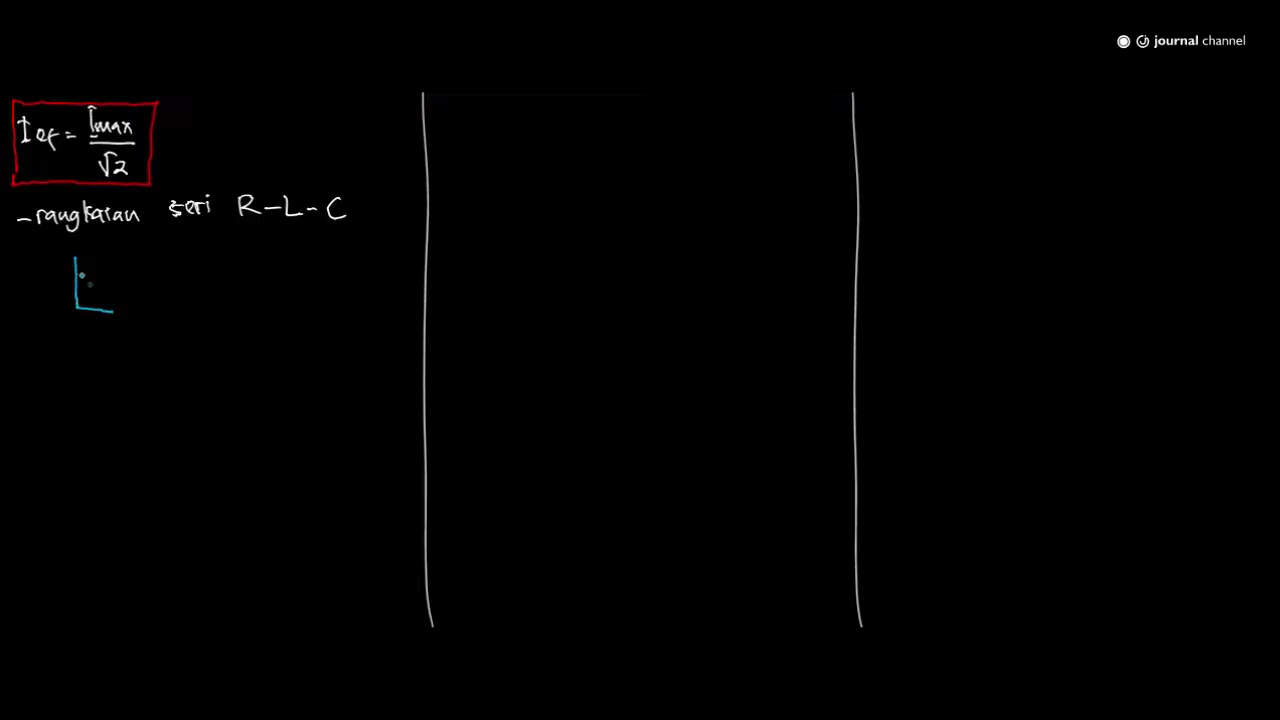 journal channel
Ief = Imax / √2
- rangkaian seri R-L-C